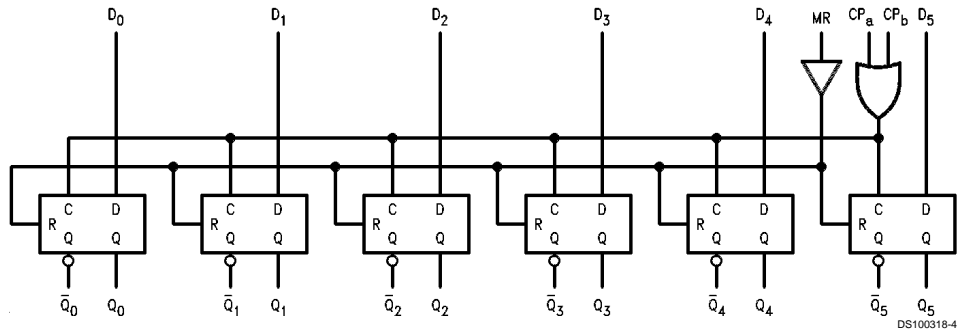 D0 D1 D2 D3 D4 MR CPa CPb D5
C D C D C D C D C D C D
R R R R R R
Q Q Q Q Q Q Q Q Q Q Q Q
Q̅0 Q0 Q̅1 Q1 Q̅2 Q2 Q̅3 Q3 Q̅4 Q4 Q̅5 Q5
DS100318-4